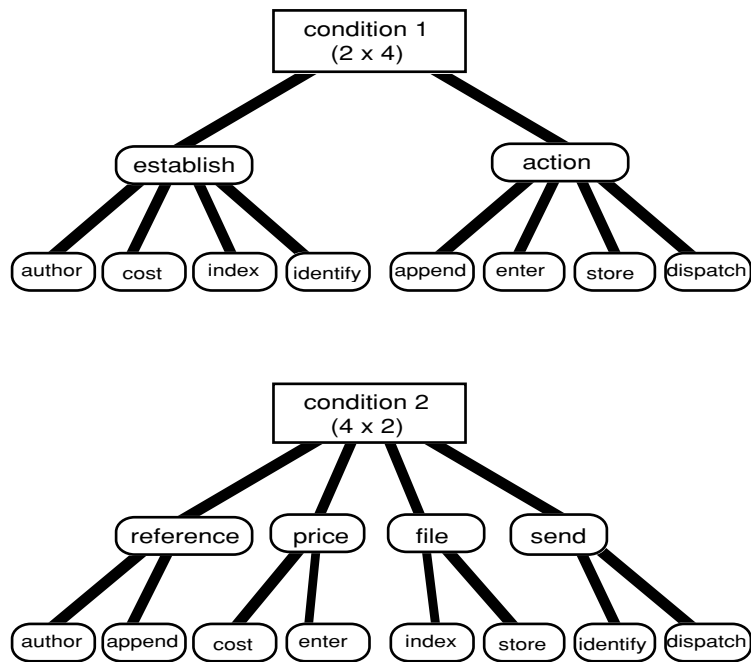 condition 1
(2 x 4)
establish
action
author
cost
index
identify
append
enter
store
dispatch
condition 2
(4 x 2)
reference
price
file
send
author
append
cost
enter
index
store
identify
dispatch